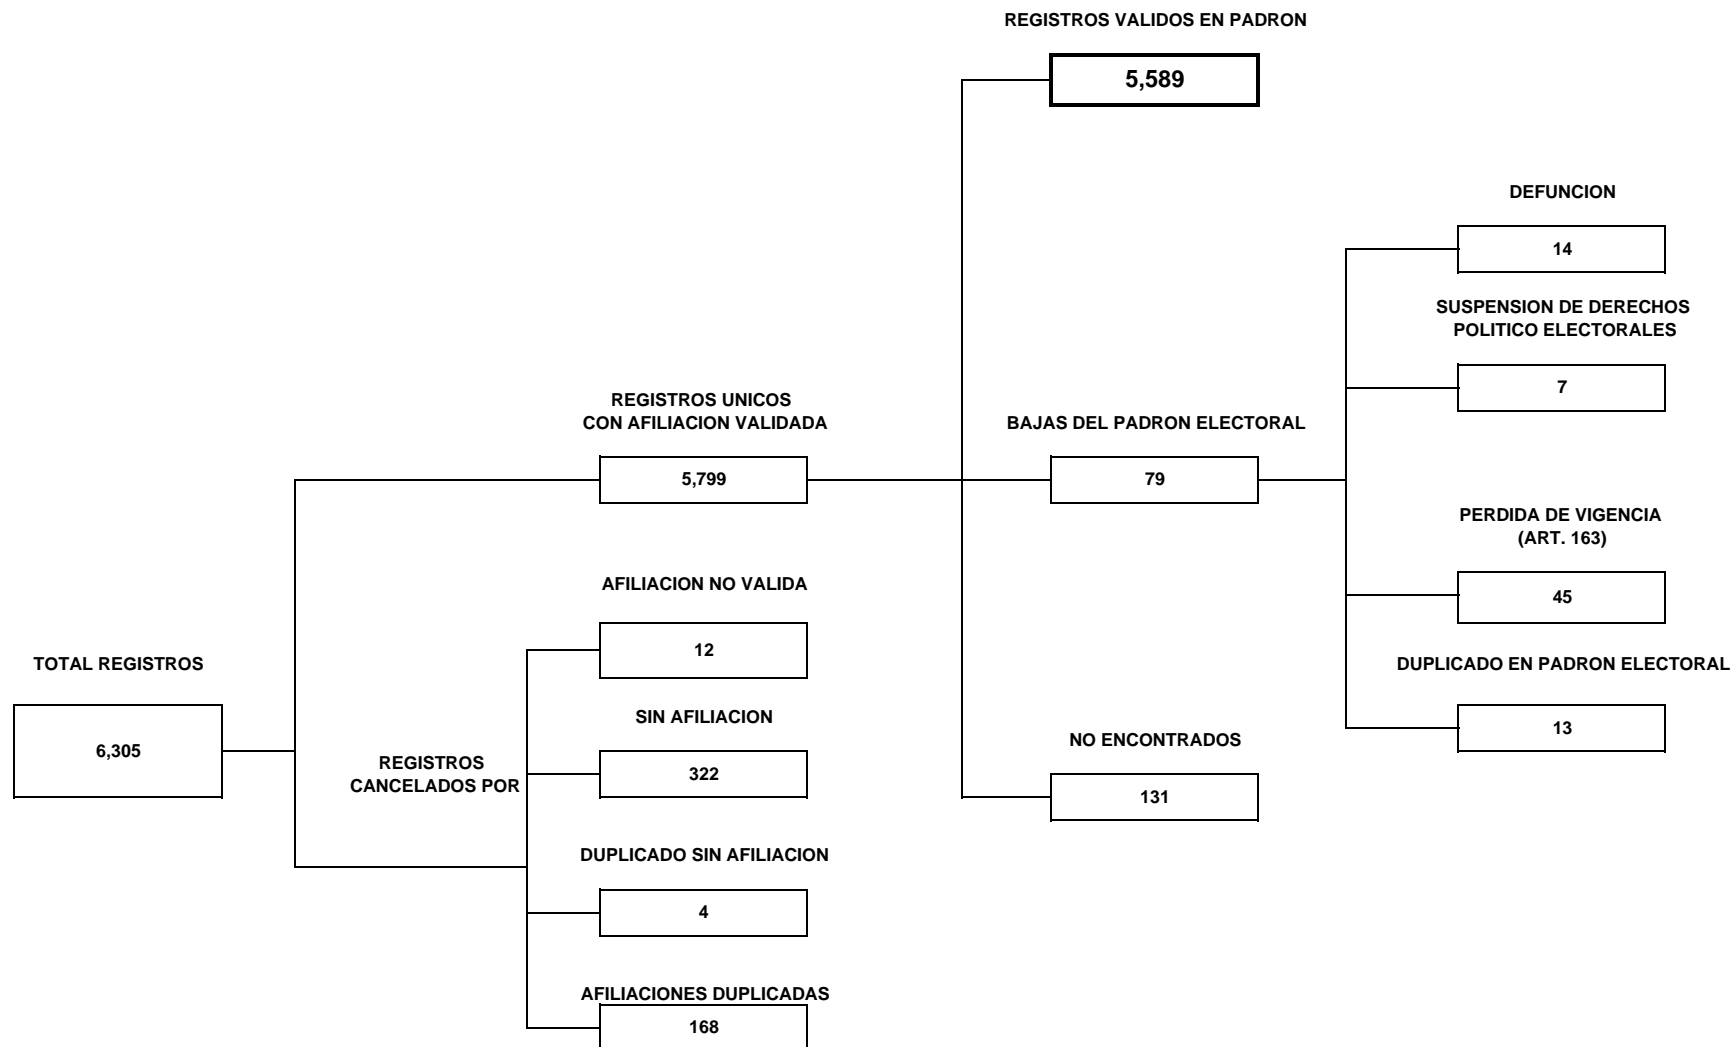 REGISTROS VALIDOS EN PADRON
5,589
DEFUNCION
14
SUSPENSION DE DERECHOS
POLITICO ELECTORALES
7
REGISTROS UNICOS
CON AFILIACION VALIDADA
5,799
BAJAS DEL PADRON ELECTORAL
79
PERDIDA DE VIGENCIA
(ART. 163)
45
AFILIACION NO VALIDA
12
TOTAL REGISTROS
6,305
DUPLICADO EN PADRON ELECTORAL
13
SIN AFILIACION
322
REGISTROS
CANCELADOS POR
NO ENCONTRADOS
131
DUPLICADO SIN AFILIACION
4
AFILIACIONES DUPLICADAS
168